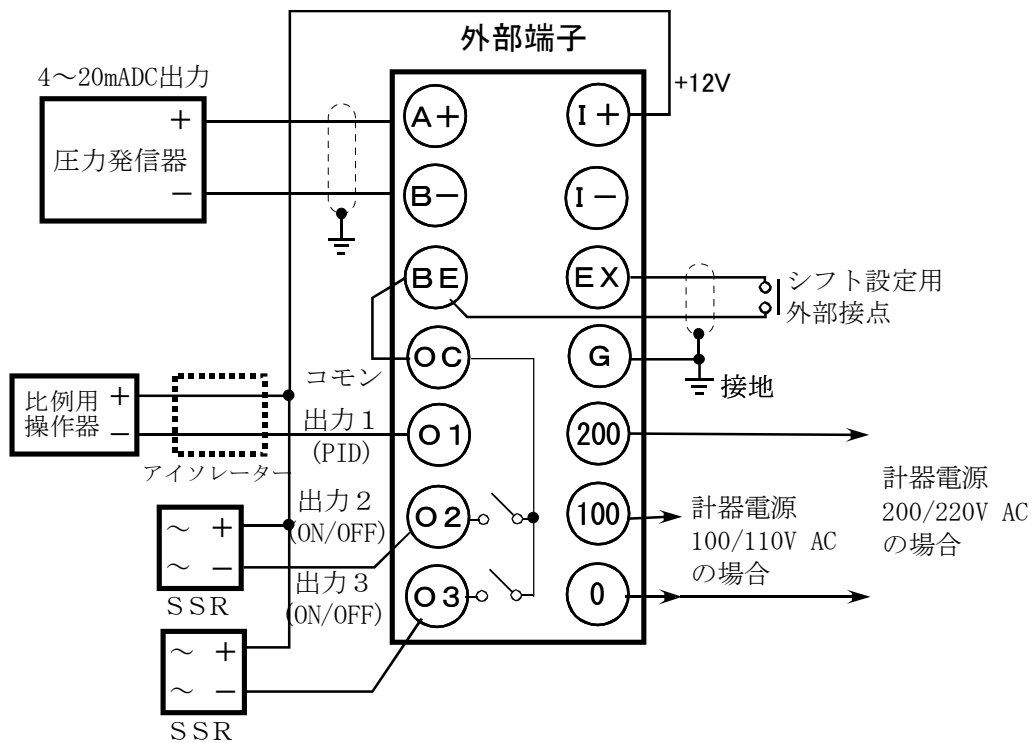 外部端子
4～20mADC出力
+
圧力発信器
－
A+
B－
BE
OC
O1
O2
O3
I+
I－
EX
G
200
100
0
+12V
シフト設定用
外部接点
接地
比例用
操作器
+
－
アイソレーター
コモン
出力１
(PID)
出力２
(ON/OFF)
出力３
(ON/OFF)
～ +
～ －
ＳＳＲ
～ +
～ －
ＳＳＲ
計器電源
100/110V AC
の場合
計器電源
200/220V AC
の場合